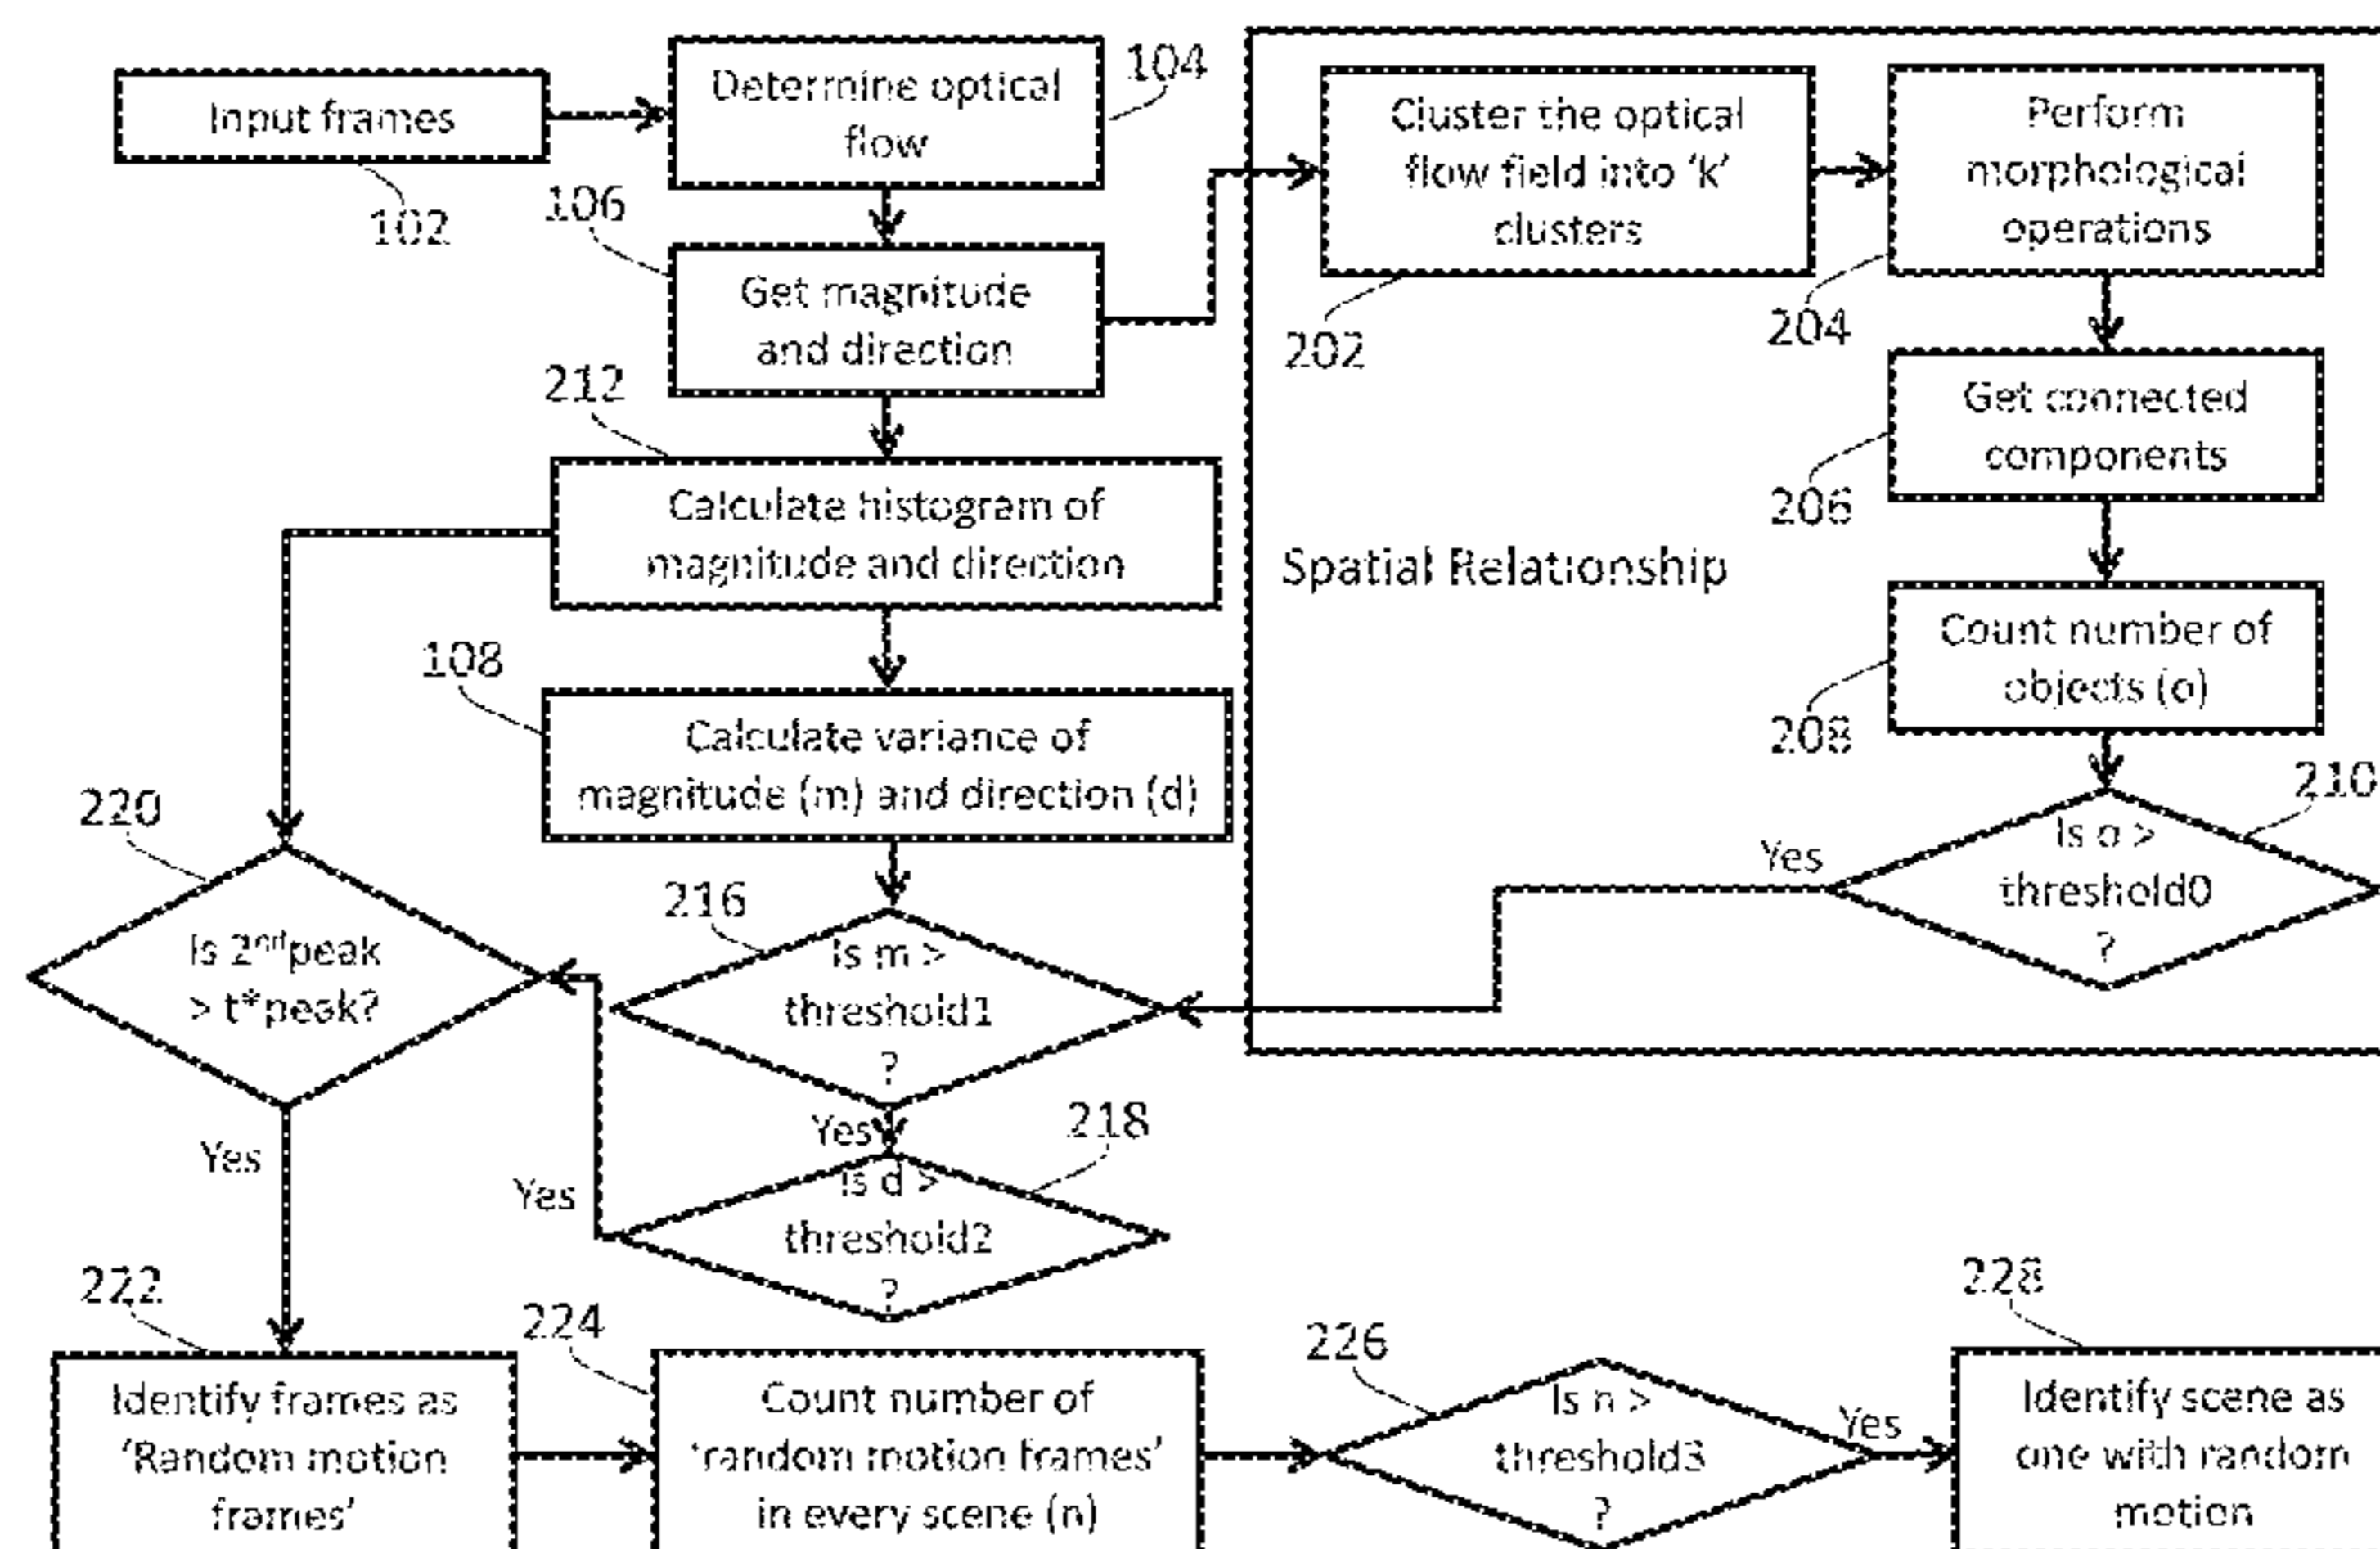 Input frames
102
Determine optical
flow
104
106
Get magnitude
and direction
Cluster the optical
flow field into ‘k’
clusters
202
Perform
morphological
operations
204
Get connected
components
206
Spatial Relationship
Count number of
objects (o)
208
Is o >
threshold0
?
210
Yes
212
Calculate histogram of
magnitude and direction
108
Calculate variance of
magnitude (m) and direction (d)
216
Is m >
threshold1
?
Yes
218
Is d >
threshold2
?
Yes
220
Is 2ndpeak
> t*peak?
Yes
222
Identify frames as
‘Random motion
frames’
224
Count number of
‘random motion frames’
in every scene (n)
226
Is n >
threshold3
?
Yes
228
Identify scene as
one with random
motion